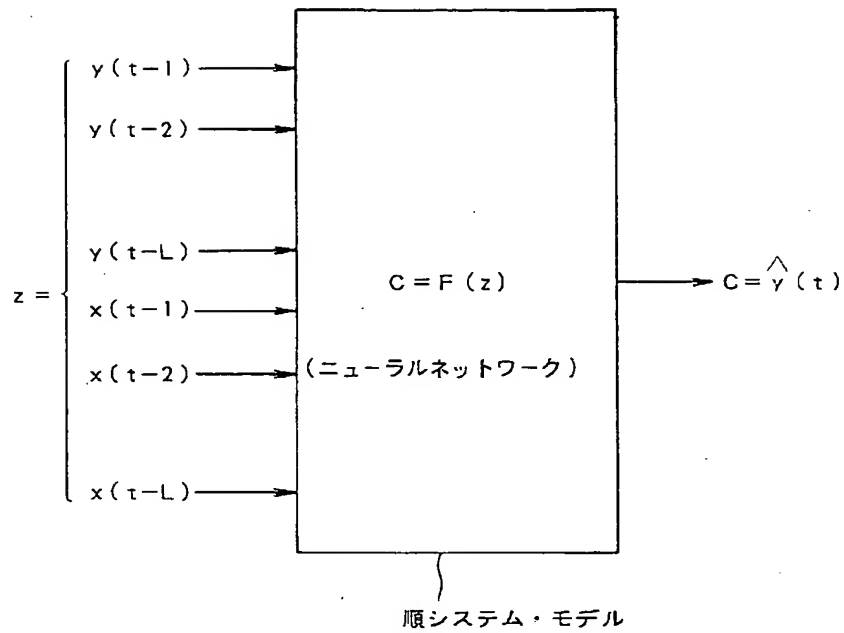 y(t-1)
y(t-2)
y(t-L)
z =
x(t-1)
x(t-2)
x(t-L)
C = F (z)
(ニューラルネットワーク)
C = ŷ (t)
順システム・モデル